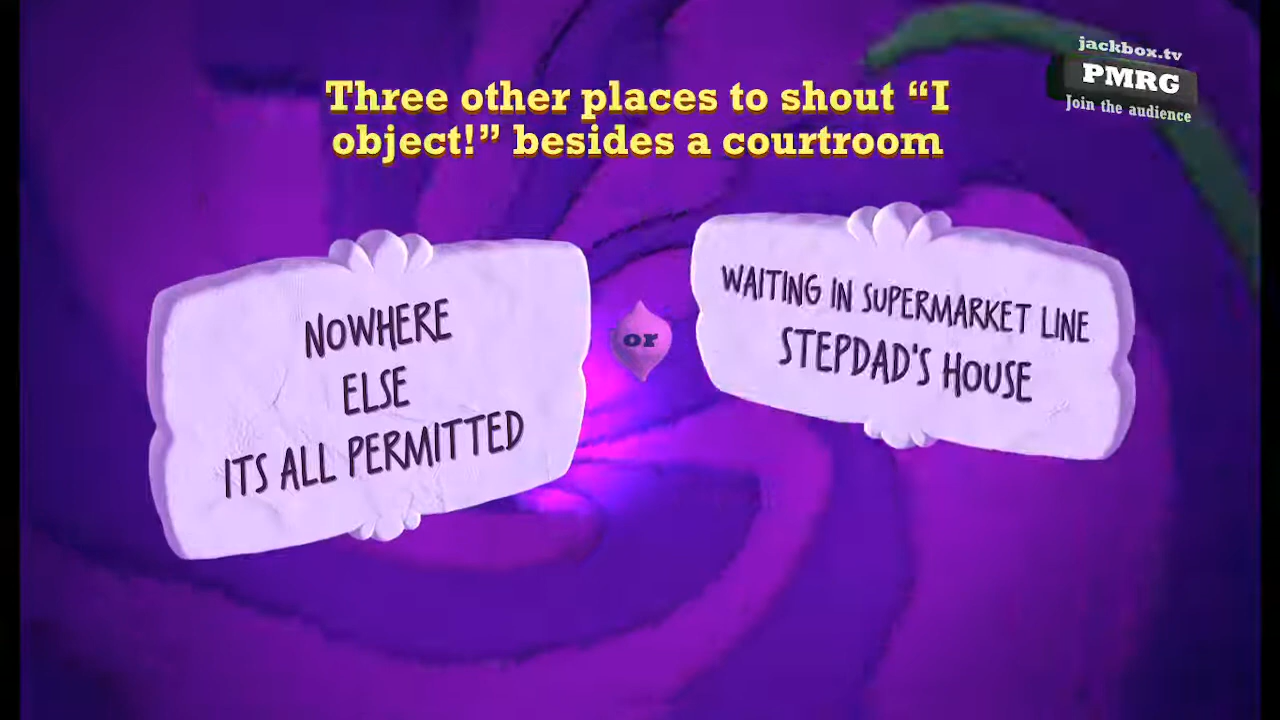 jackbox.tv
PMRG
Join the audience
Three other places to shout “I
object!” besides a courtroom
NOWHERE
ELSE
ITS ALL PERMITTED
or
WAITING IN SUPERMARKET LINE
STEPDAD'S HOUSE